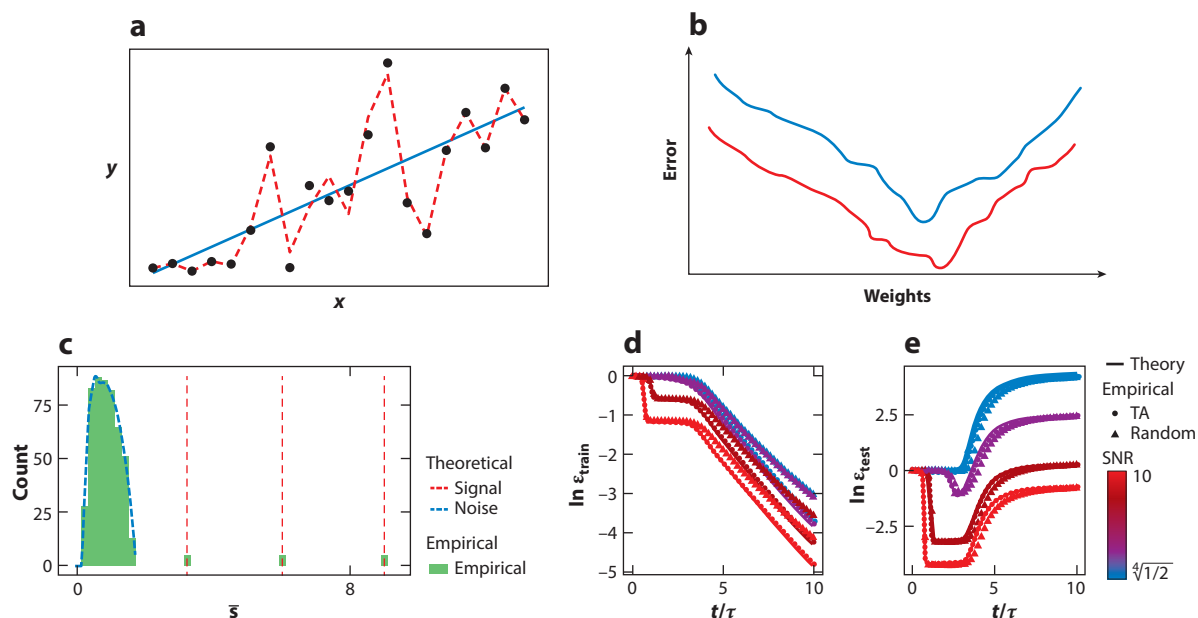 a
y
x
b
Error
Weights
c
Count
75
50
25
0
0
8
s̅
Theoretical
Signal
Noise
Empirical
Empirical
d
ln ε_train
0
−1
−2
−3
−4
−5
0
5
10
t/τ
e
ln ε_test
2.5
0
−2.5
0
5
10
t/τ
Theory
Empirical
TA
Random
SNR
10
∜1/2